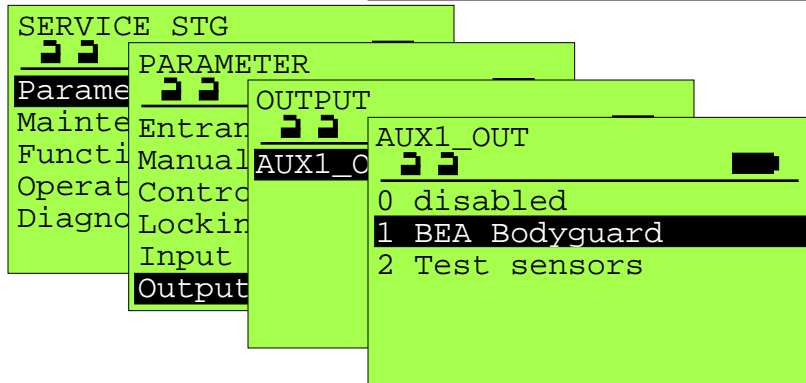 SERVICE STG
Parame
Mainte
Functi
Operat
Diagno
PARAMETER
Entran
Manual
Contro
Lockin
Input
Output
OUTPUT
AUX1_O
AUX1_OUT
0 disabled
1 BEA Bodyguard
2 Test sensors